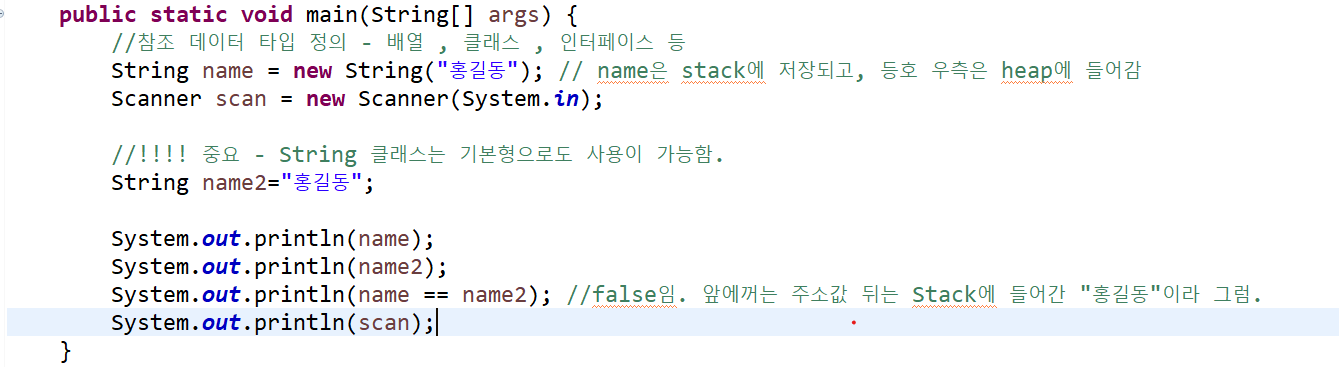 public static void main(String[] args) {
//참조 데이터 타입 정의 - 배열 , 클래스 , 인터페이스 등
String name = new String("홍길동"); // name은 stack에 저장되고, 등호 우측은 heap에 들어감
Scanner scan = new Scanner(System.in);
//!!!! 중요 - String 클래스는 기본형으로도 사용이 가능함.
String name2="홍길동";
System.out.println(name);
System.out.println(name2);
System.out.println(name == name2); //false임. 앞에꺼는 주소값 뒤는 Stack에 들어간 "홍길동"이라 그럼.
System.out.println(scan);
}